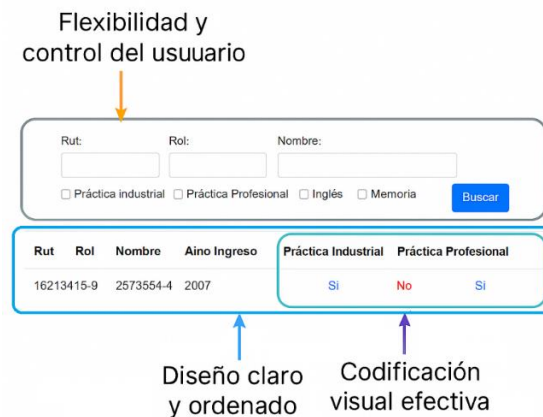 Flexibilidad y
control del usuuario
Rut: Rol: Nombre:
Práctica industrial Práctica Profesional Inglés Memoria Buscar
Rut Rol Nombre Aino Ingreso Práctica Industrial Práctica Profesional
16213415-9 2573554-4 2007 Si No Sí
Diseño claro
y ordenado
Codificación
visual efectiva